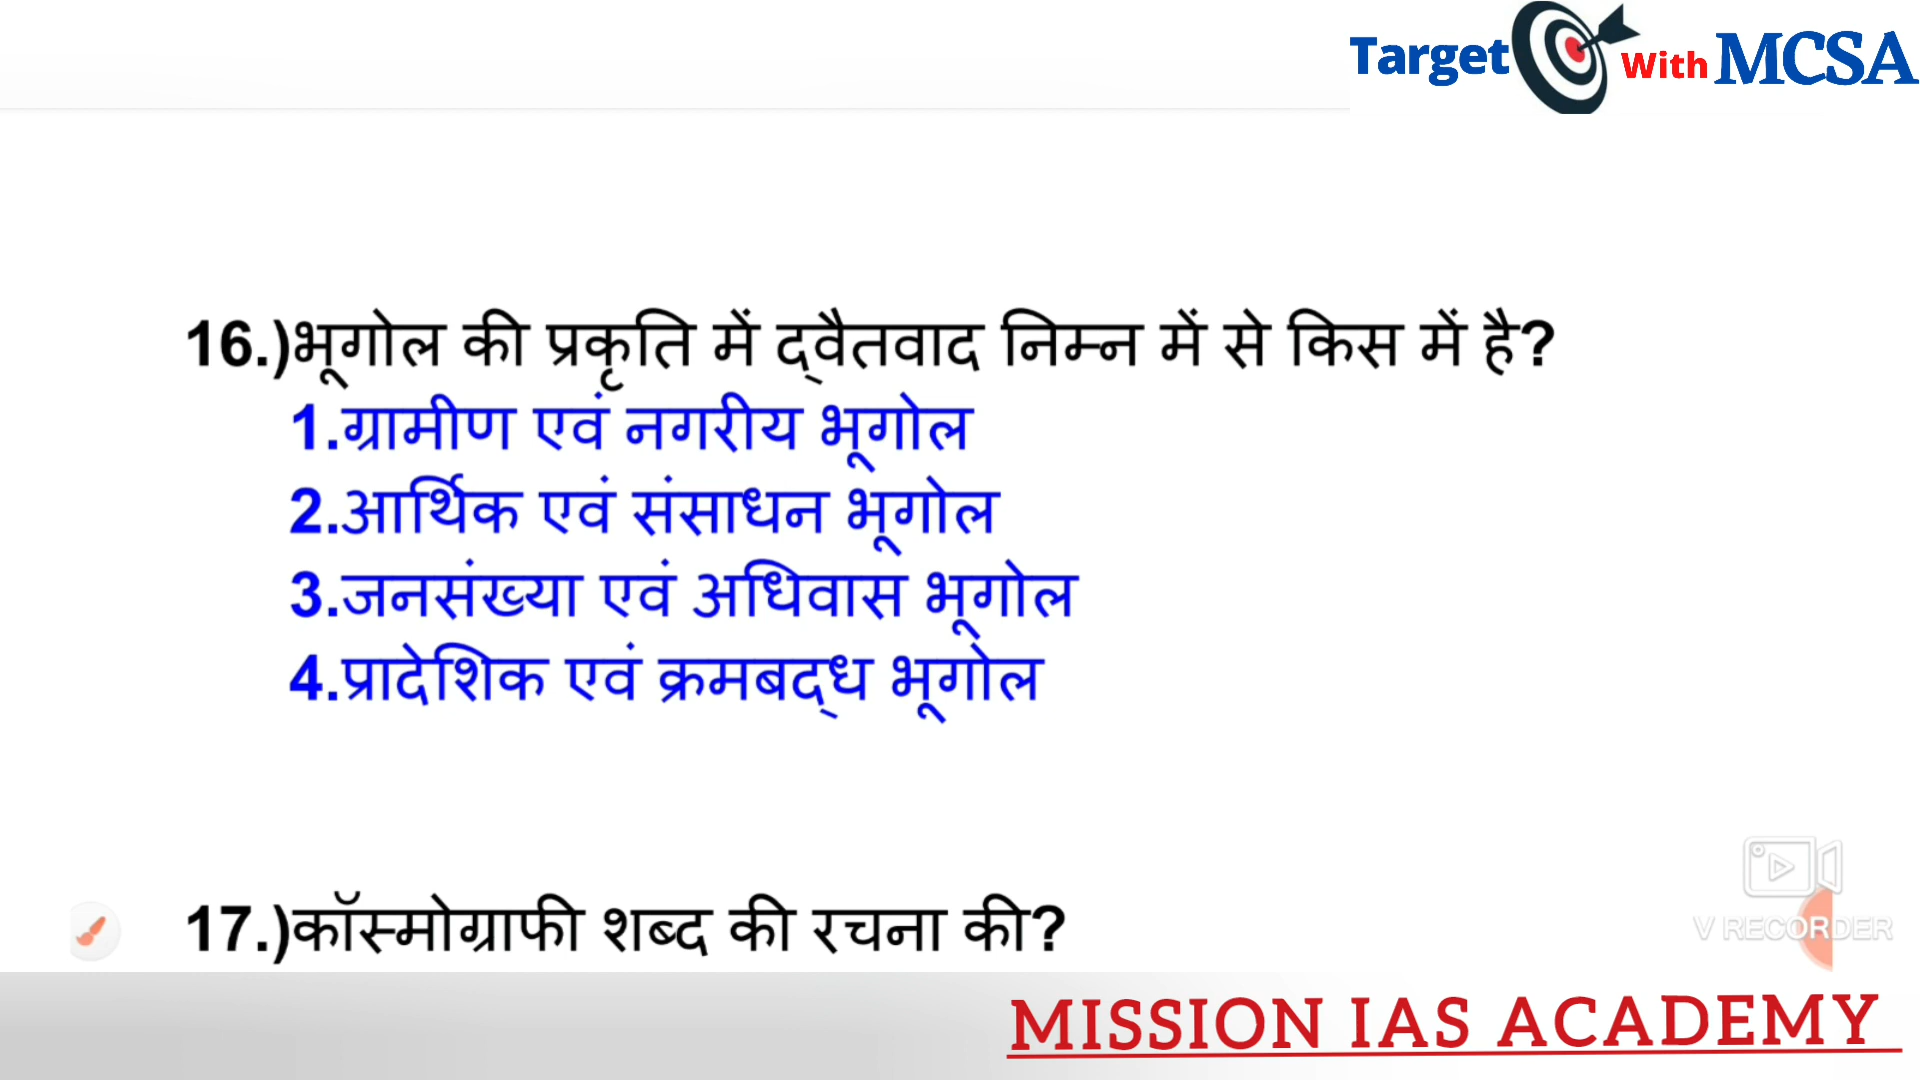 Target With MCSA
16.)भूगोल की प्रकृति में द्वैतवाद निम्न में से किस में है?
1.ग्रामीण एवं नगरीय भूगोल
2.आर्थिक एवं संसाधन भूगोल
3.जनसंख्या एवं अधिवास भूगोल
4.प्रादेशिक एवं क्रमबद्ध भूगोल
17.)कॉस्मोग्राफी शब्द की रचना की?
V RECORDER
MISSION IAS ACADEMY